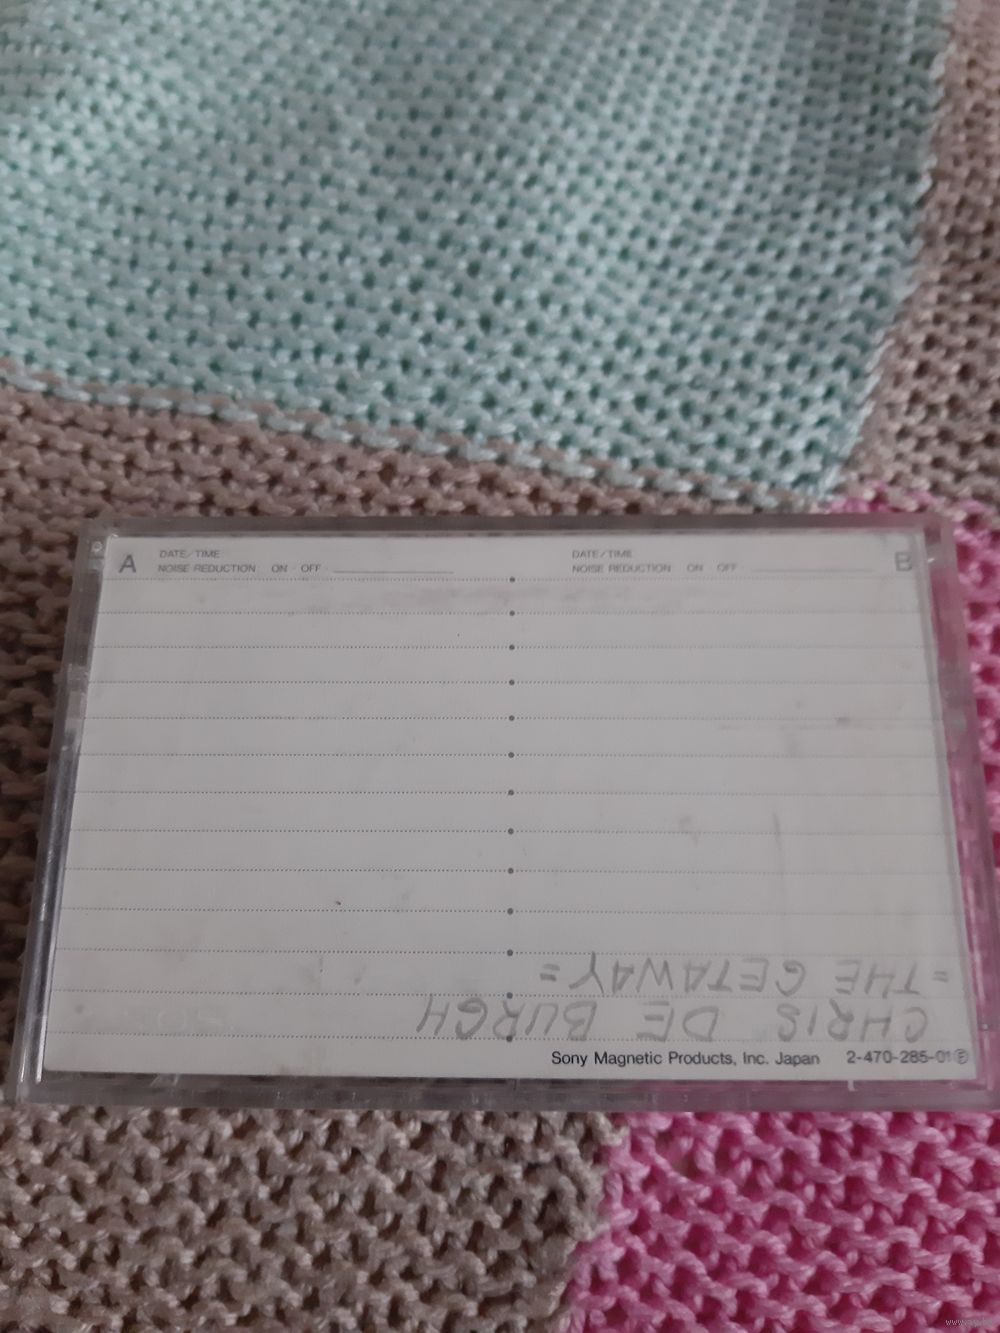 A DATE/TIME DATE/TIME B
NOISE REDUCTION ON · OFF NOISE REDUCTION ON · OFF
= THE GETAWAY =
CHRIS DE BURGH
Sony Magnetic Products, Inc. Japan 2-470-285-01 Ⓔ